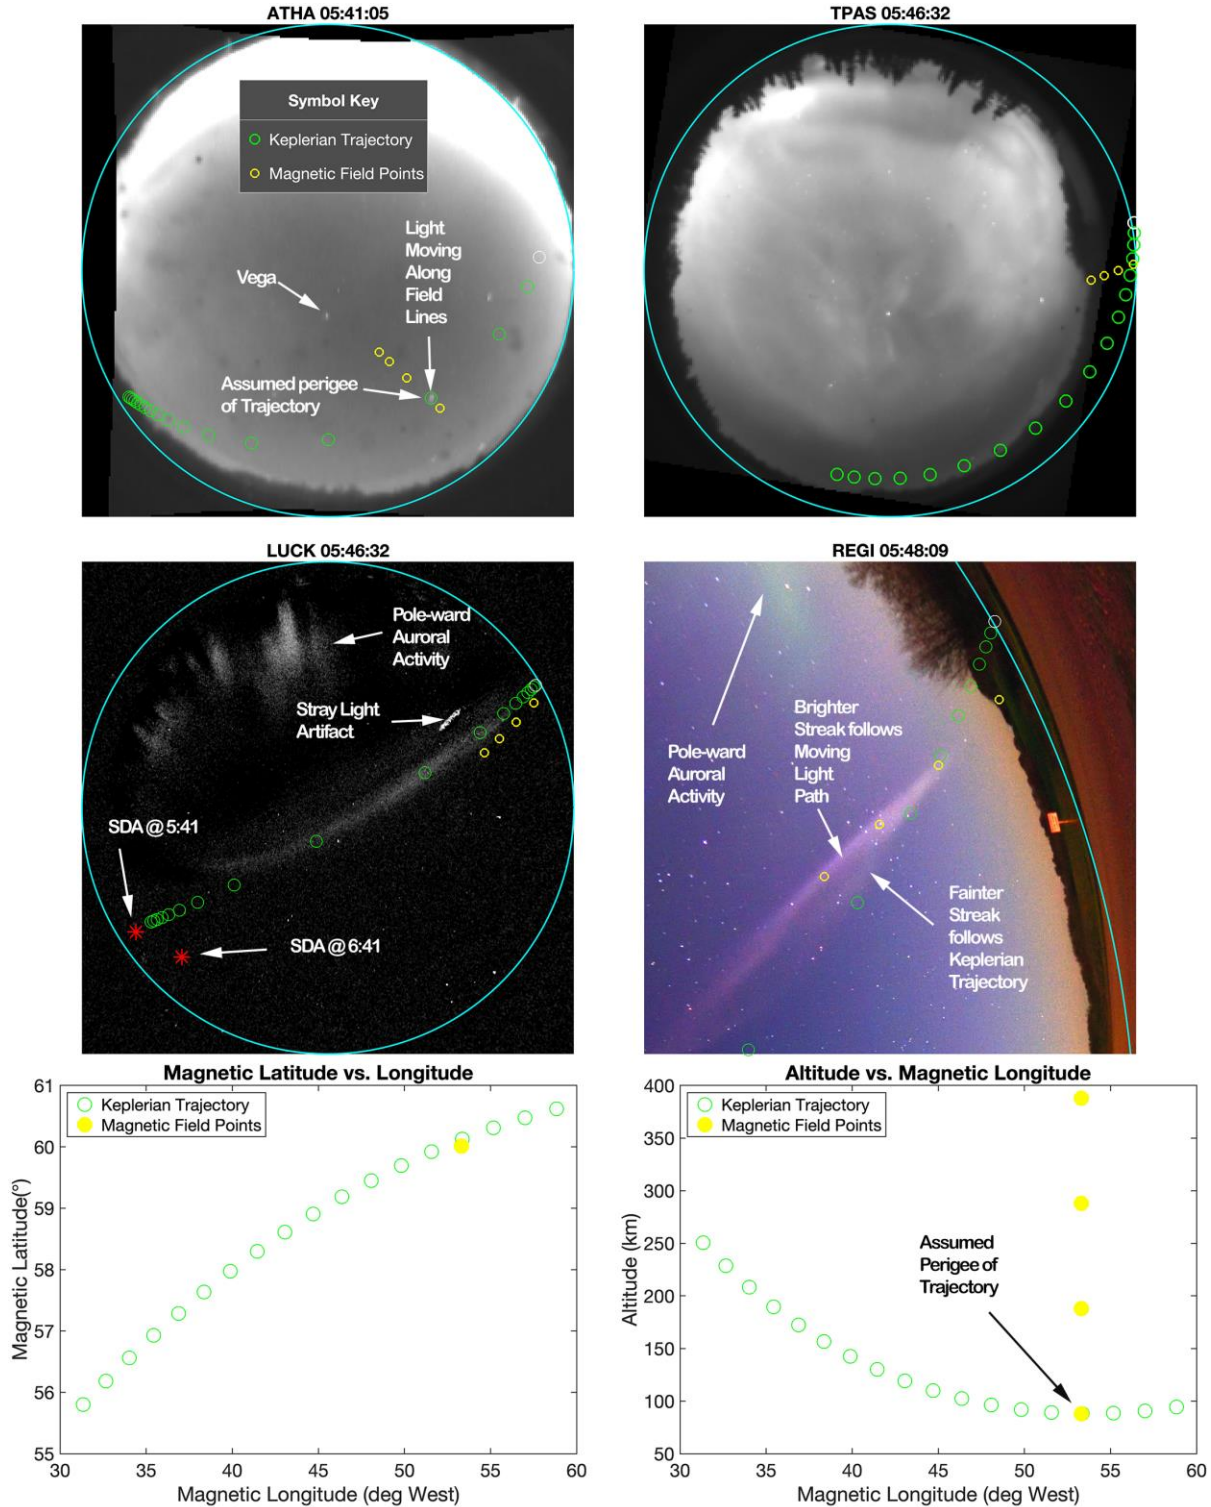 ATHA 05:41:05
Symbol Key
Keplerian Trajectory
Magnetic Field Points
Light
Moving
Along
Field
Lines
Vega
Assumed perigee
of Trajectory
TPAS 05:46:32
LUCK 05:46:32
Pole-ward
Auroral
Activity
Stray Light
Artifact
SDA @ 5:41
SDA @ 6:41
REGI 05:48:09
Brighter
Streak follows
Moving
Light
Path
Pole-ward
Auroral
Activity
Fainter
Streak
follows
Keplerian
Trajectory
Magnetic Latitude vs. Longitude
Keplerian Trajectory
Magnetic Field Points
Magnetic Latitude(°)
61
60
59
58
57
56
55
30 35 40 45 50 55 60
Magnetic Longitude (deg West)
Altitude vs. Magnetic Longitude
Keplerian Trajectory
Magnetic Field Points
Assumed
Perigee of
Trajectory
Altitude (km)
400
350
300
250
200
150
100
50
30 35 40 45 50 55 60
Magnetic Longitude (deg West)